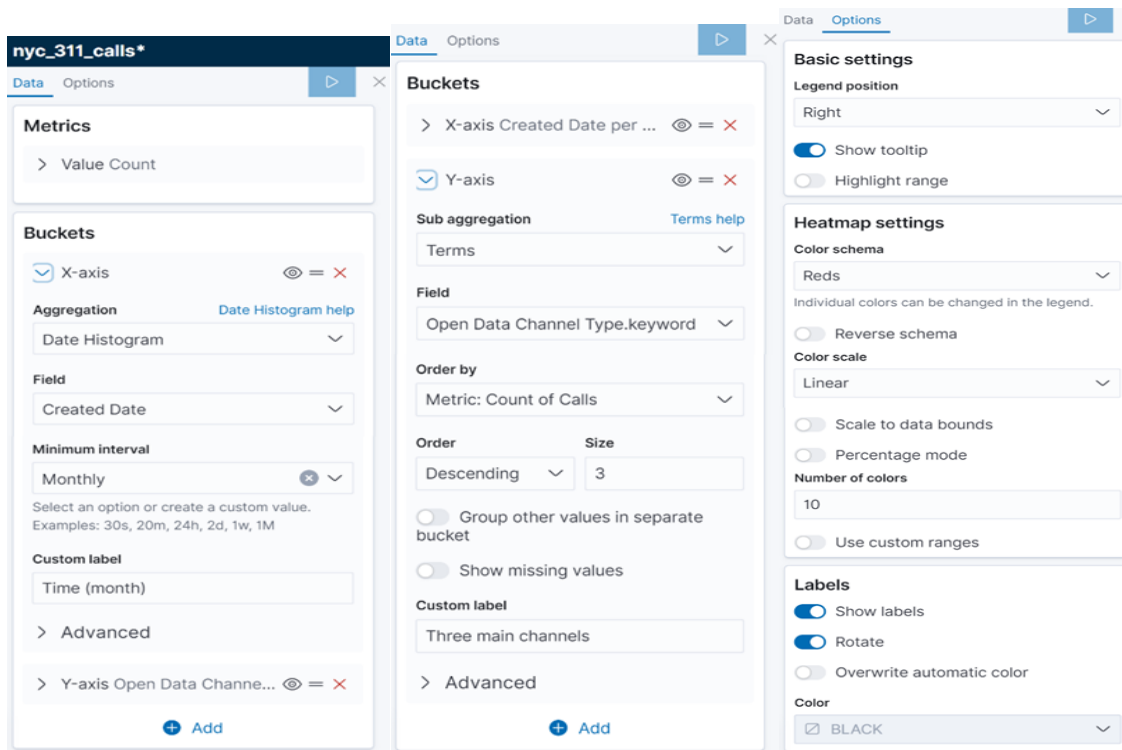 nyc_311_calls*
Data Options
Metrics
Value Count
Buckets
X-axis
Aggregation Date Histogram help
Date Histogram
Field
Created Date
Minimum interval
Monthly
Select an option or create a custom value.
Examples: 30s, 20m, 24h, 2d, 1w, 1M
Custom label
Time (month)
Advanced
Y-axis Open Data Channe...
Add
Data Options
Buckets
X-axis Created Date per ...
Y-axis
Sub aggregation Terms help
Terms
Field
Open Data Channel Type.keyword
Order by
Metric: Count of Calls
Order Size
Descending 3
Group other values in separate
bucket
Show missing values
Custom label
Three main channels
Advanced
Add
Data Options
Basic settings
Legend position
Right
Show tooltip
Highlight range
Heatmap settings
Color schema
Reds
Individual colors can be changed in the legend.
Reverse schema
Color scale
Linear
Scale to data bounds
Percentage mode
Number of colors
10
Use custom ranges
Labels
Show labels
Rotate
Overwrite automatic color
Color
BLACK